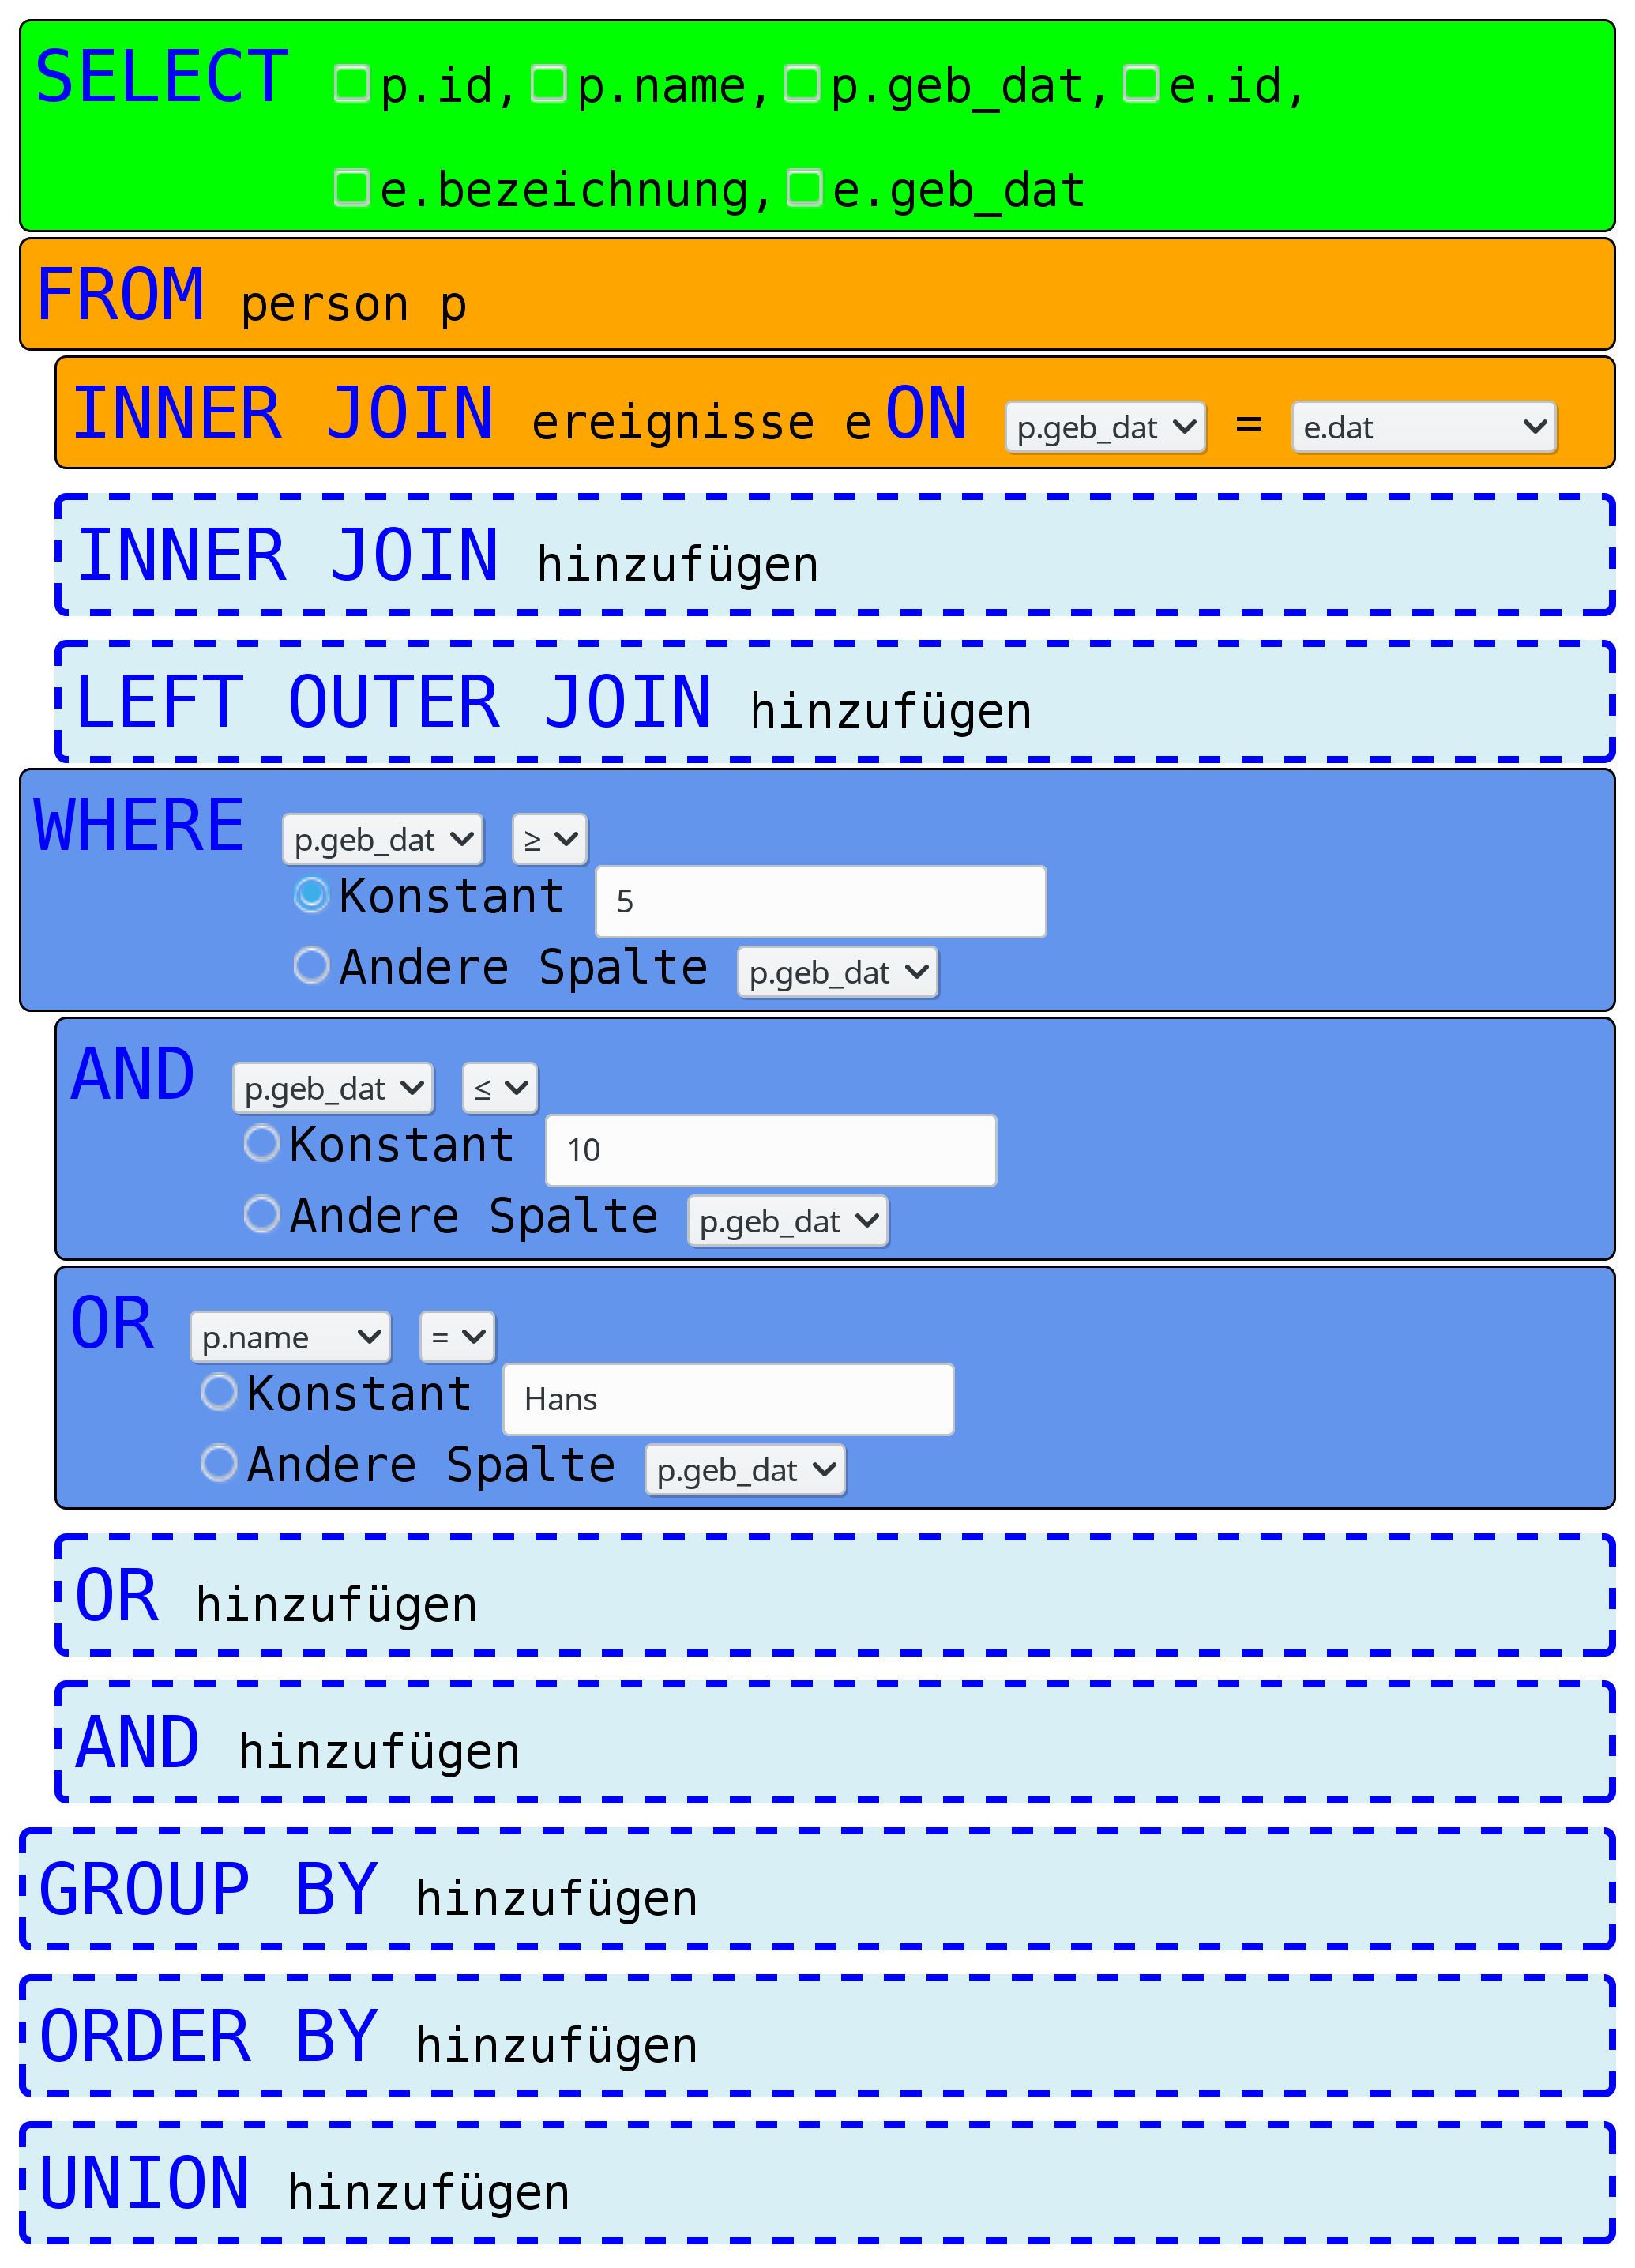 SELECT p.id, p.name, p.geb_dat, e.id,
e.bezeichnung, e.geb_dat
FROM person p
INNER JOIN ereignisse e ON p.geb_dat = e.dat
INNER JOIN hinzufügen
LEFT OUTER JOIN hinzufügen
WHERE p.geb_dat ≥
Konstant 5
Andere Spalte p.geb_dat
AND p.geb_dat ≤
Konstant 10
Andere Spalte p.geb_dat
OR p.name =
Konstant Hans
Andere Spalte p.geb_dat
OR hinzufügen
AND hinzufügen
GROUP BY hinzufügen
ORDER BY hinzufügen
UNION hinzufügen